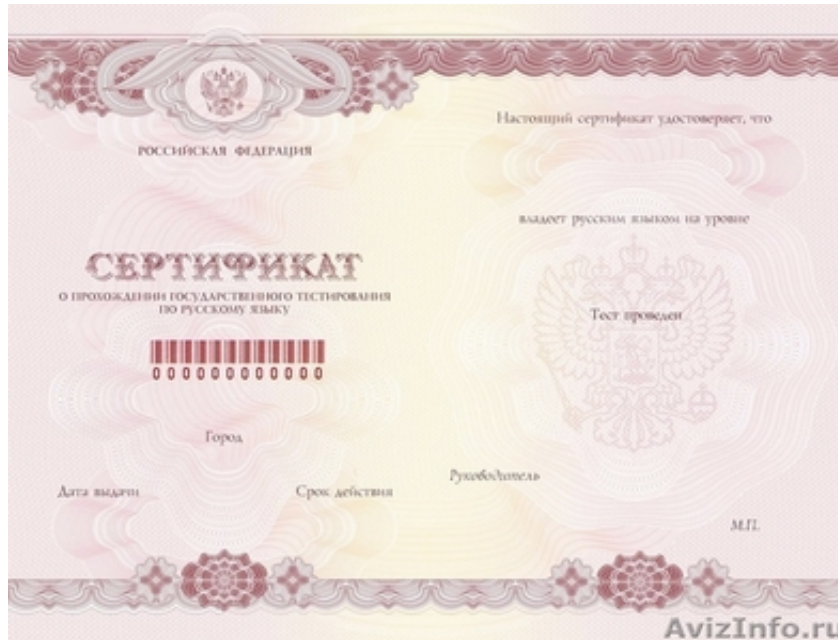 РОССИЙСКАЯ ФЕДЕРАЦИЯ
СЕРТИФИКАТ
О ПРОХОЖДЕНИИ ГОСУДАРСТВЕННОГО ТЕСТИРОВАНИЯ
ПО РУССКОМУ ЯЗЫКУ
000000000000
Город
Дата выдачи
Срок действия
Настоящий сертификат удостоверяет, что
владеет русским языком на уровне
Тест проведен
Руководитель
М.П.
AvizInfo.ru